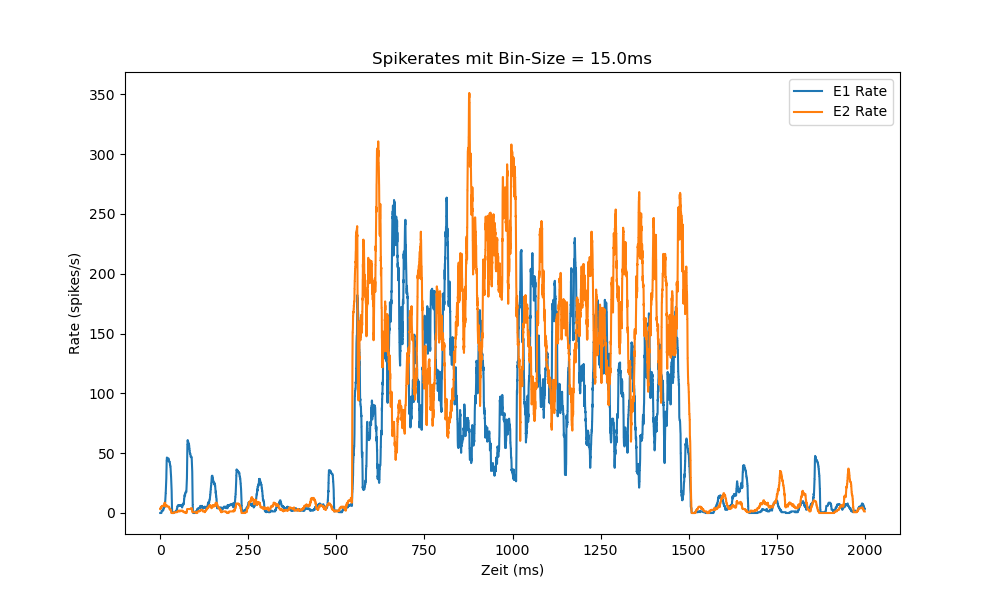 Spikerates mit Bin-Size = 15.0ms
E1 Rate
E2 Rate
350
300
250
200
150
100
50
0
Rate (spikes/s)
0 250 500 750 1000 1250 1500 1750 2000
Zeit (ms)